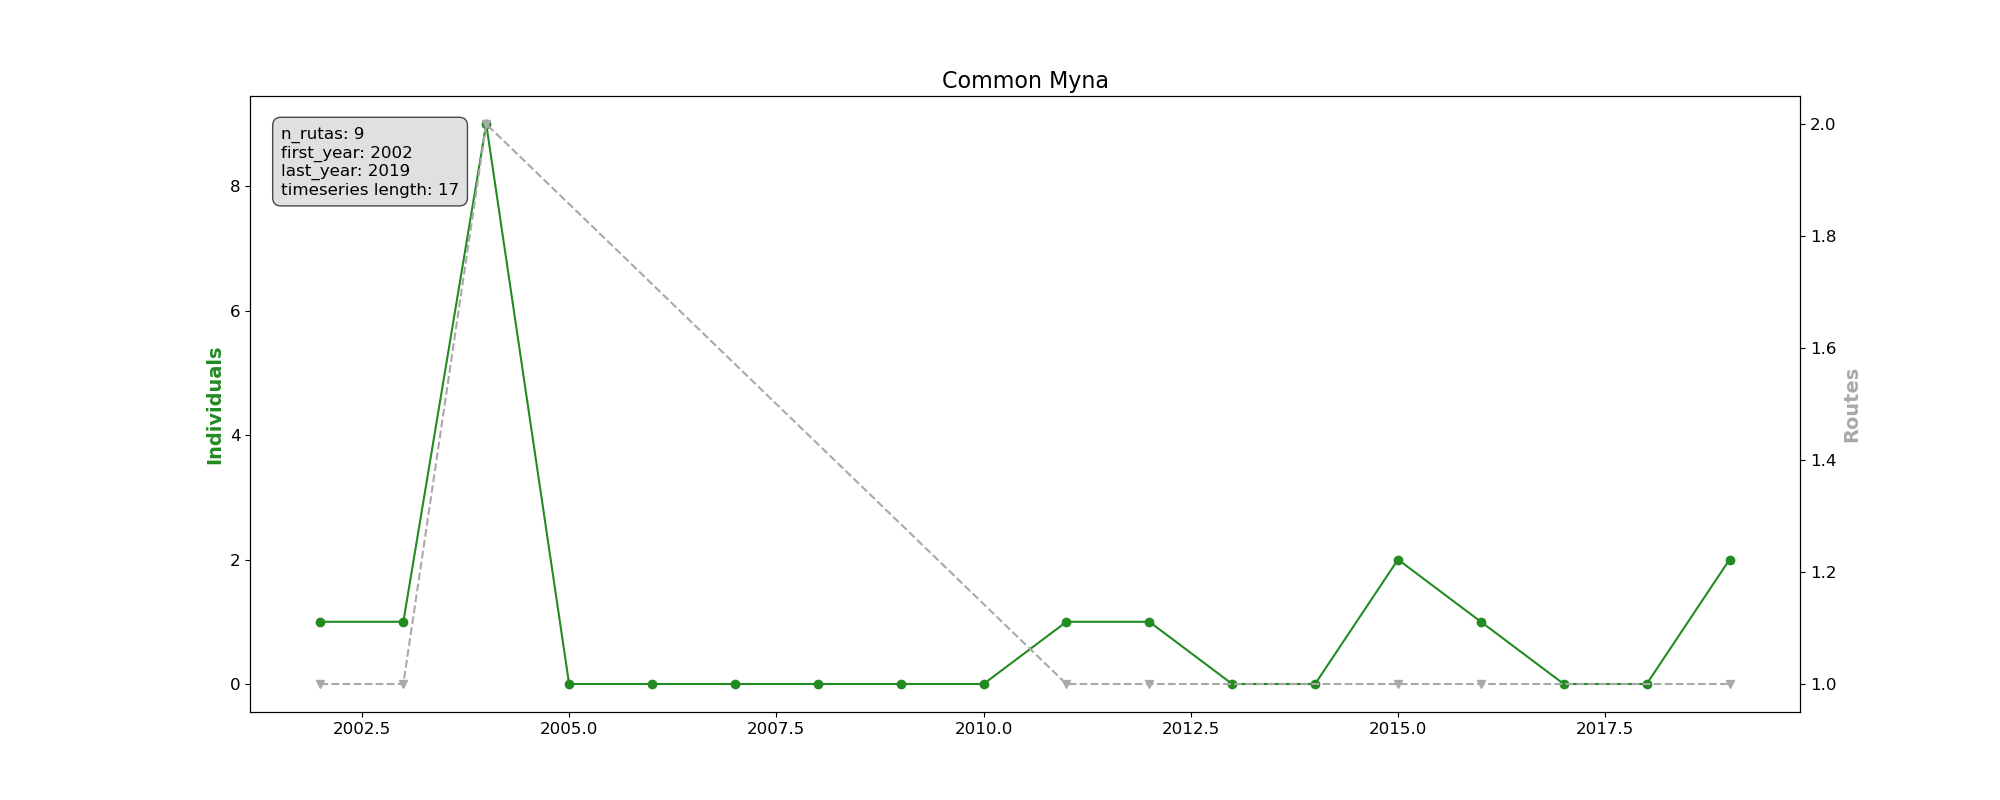 Common Myna
n_rutas: 9
first_year: 2002
last_year: 2019
timeseries length: 17
Individuals
8
6
4
2
0
2.0
1.8
1.6
1.4
1.2
1.0
Routes
2002.5 2005.0 2007.5 2010.0 2012.5 2015.0 2017.5